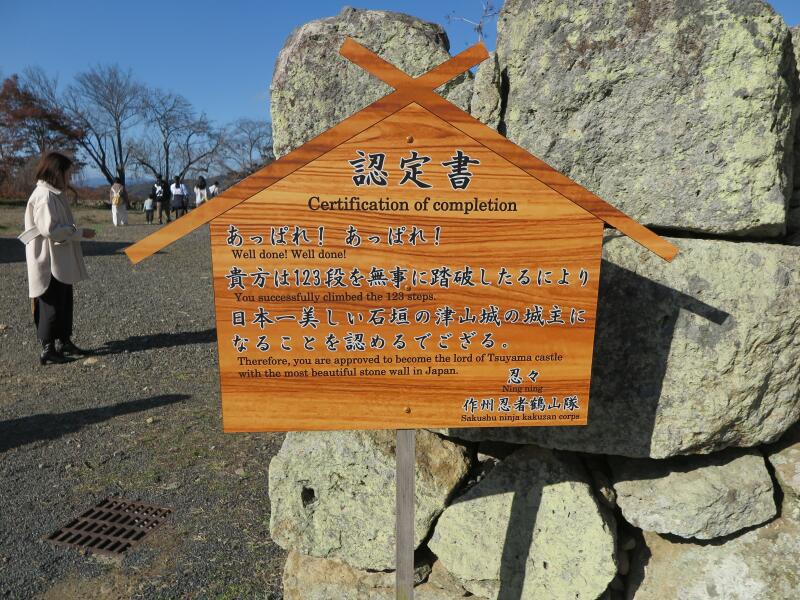 認定書
Certification of completion
あっぱれ! あっぱれ!
Well done! Well done!
貴方は123段を無事に踏破したるにより
You successfully climbed the 123 steps.
日本一美しい石垣の津山城の城主に
なることを認めるでござる。
Therefore, you are approved to become the lord of Tsuyama castle
with the most beautiful stone wall in Japan.
忍々
Ning ning
作州忍者鶴山隊
Sakushu ninja kakuzan corps